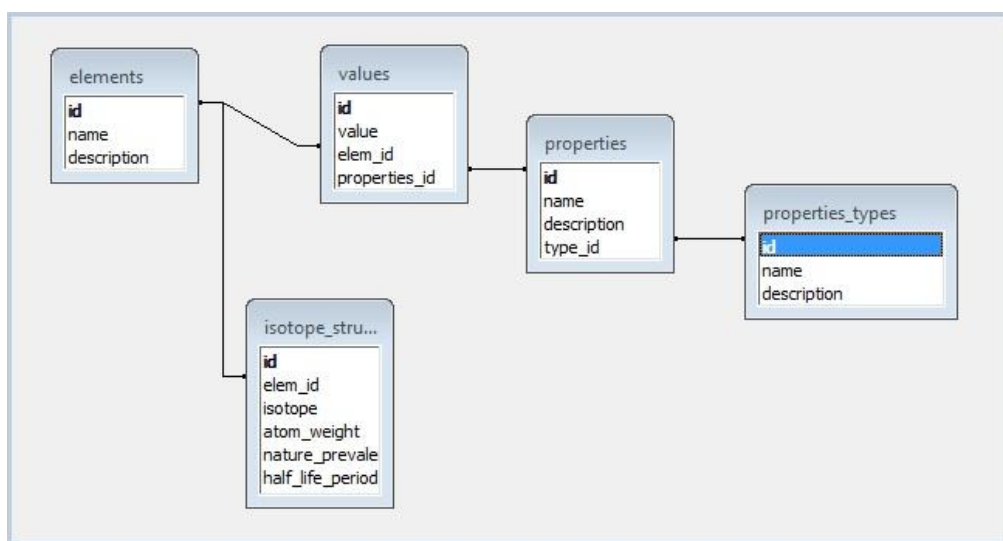 elements
id
name
description
values
id
value
elem_id
properties_id
properties
id
name
description
type_id
properties_types
id
name
description
isotope_stru...
id
elem_id
isotope
atom_weight
nature_prevale
half_life_period